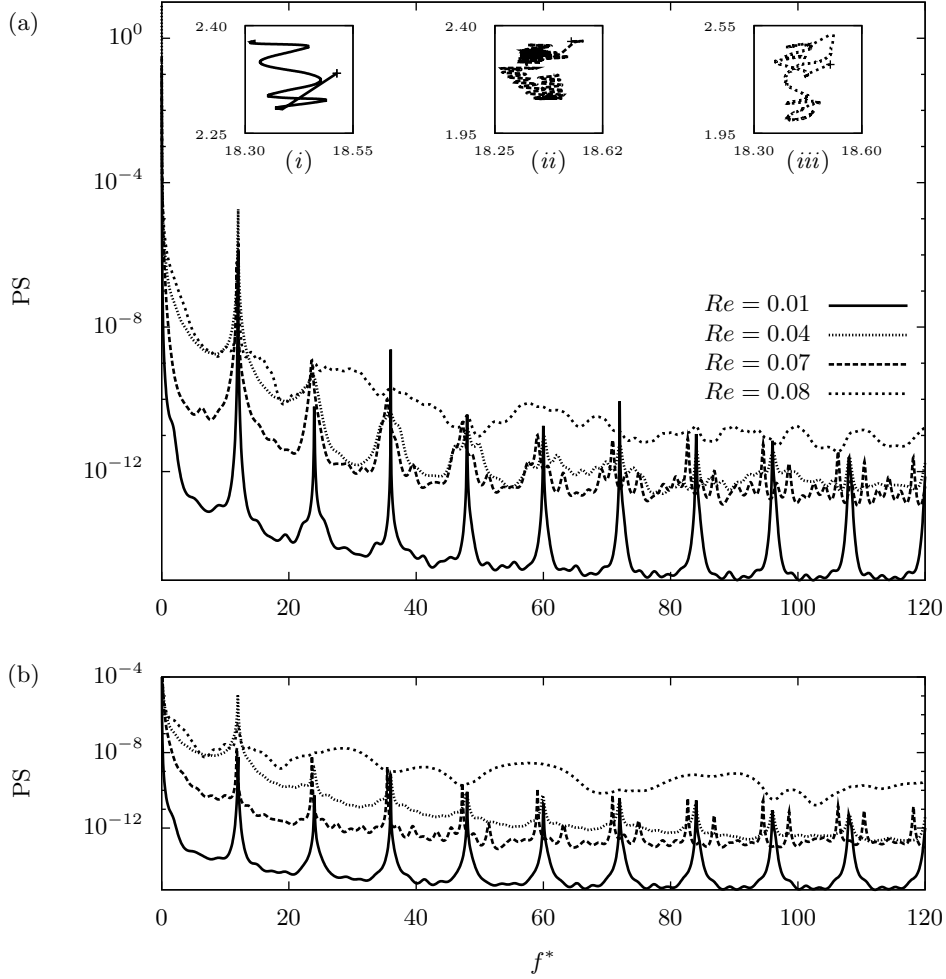 (a)
PS
10^0
10^-4
10^-8
10^-12
2.40
2.25
18.30 18.55
(i)
2.40
1.95
18.25 18.62
(ii)
2.55
1.95
18.30 18.60
(iii)
Re = 0.01
Re = 0.04
Re = 0.07
Re = 0.08
0 20 40 60 80 100 120
(b)
PS
10^-4
10^-8
10^-12
0 20 40 60 80 100 120
f*